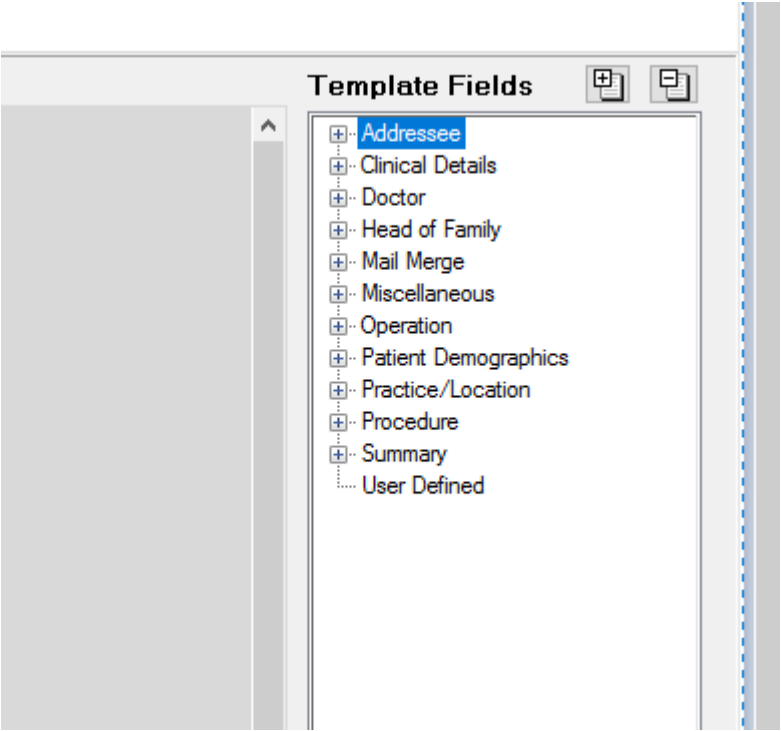 Template Fields
Addressee
Clinical Details
Doctor
Head of Family
Mail Merge
Miscellaneous
Operation
Patient Demographics
Practice/Location
Procedure
Summary
User Defined